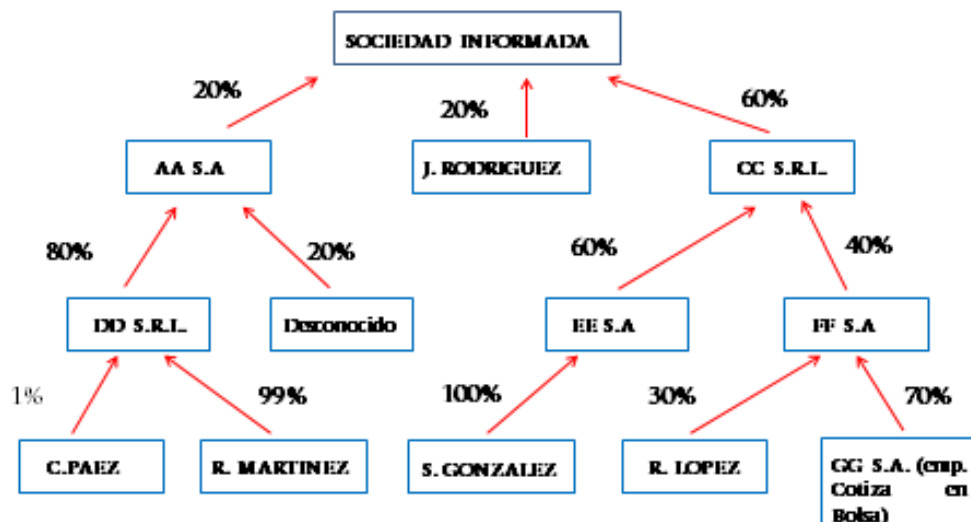 SOCIEDAD INFORMADA
20%
20%
60%
AA S.A
J. RODRIGUEZ
CC S.R.L.
80%
20%
60%
40%
DD S.R.L.
Desconocido
EE S.A
FF S.A
1%
99%
100%
30%
70%
C.PAEZ
R. MARTINEZ
S. GONZALEZ
R. LOPEZ
GG S.A. (emp.
Cotiza en
Bolsa)